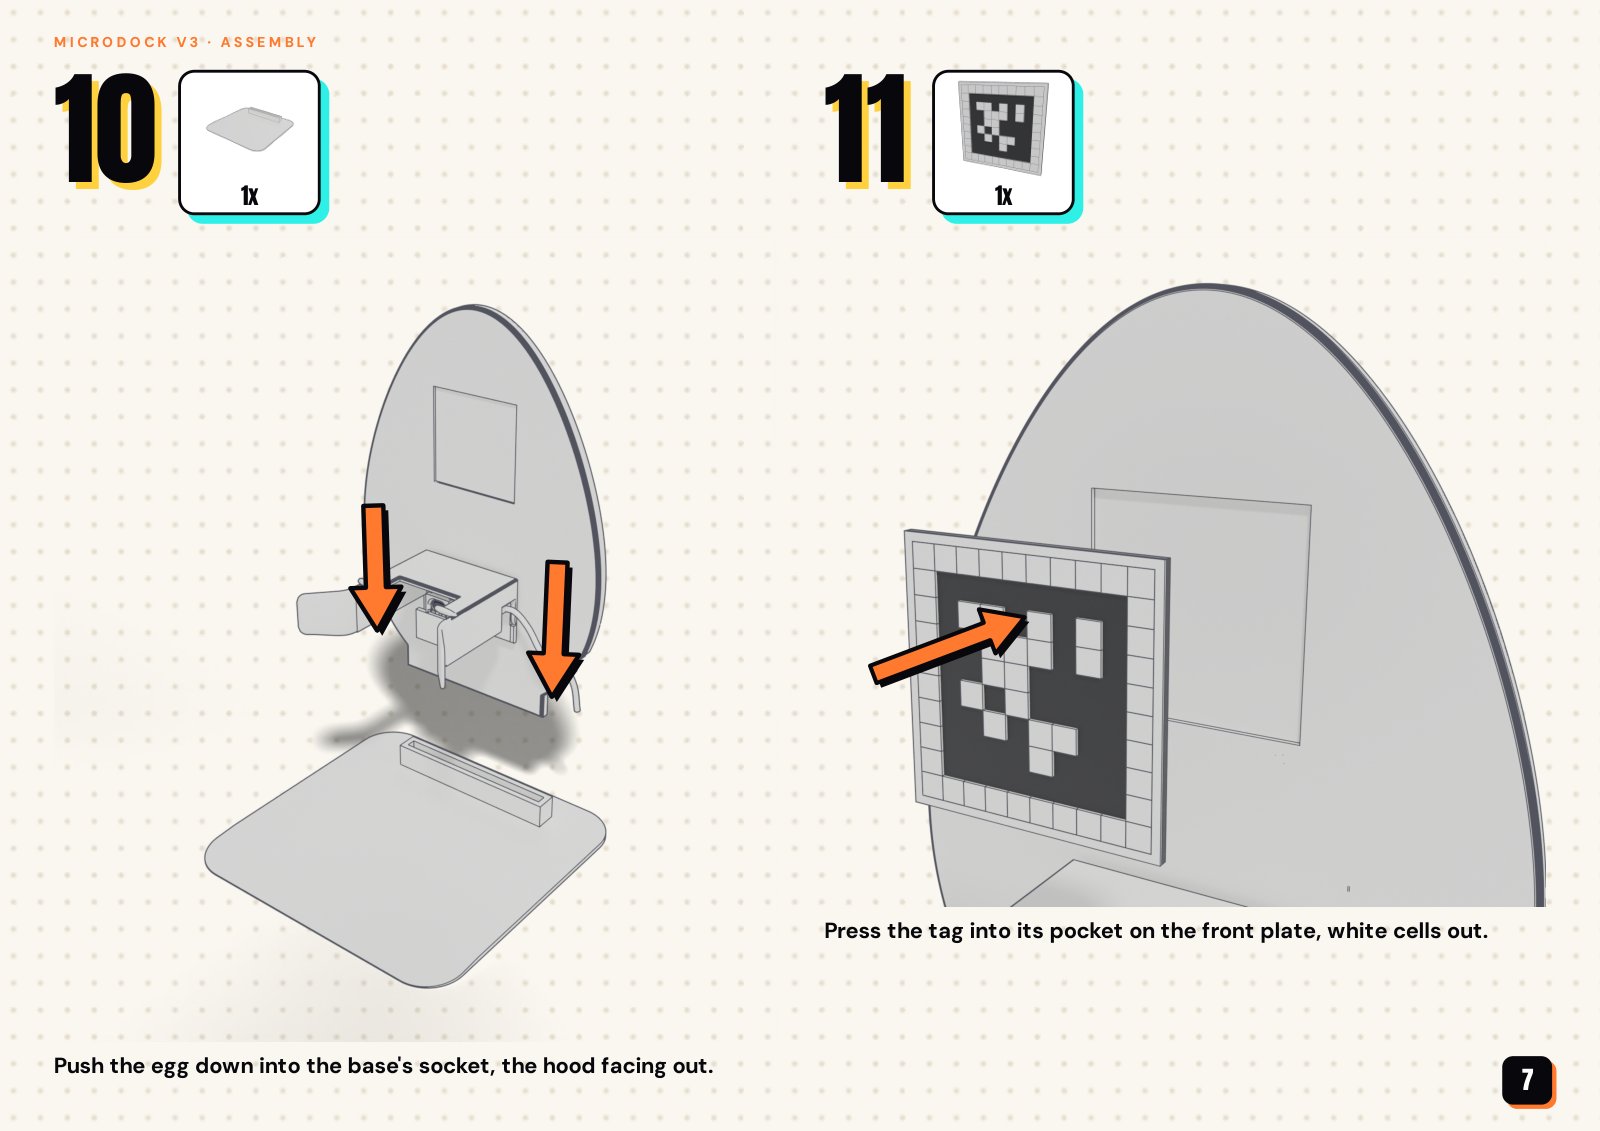 MICRODOCK V3 · ASSEMBLY
10
1x
Push the egg down into the base's socket, the hood facing out.
11
1x
Press the tag into its pocket on the front plate, white cells out.
7